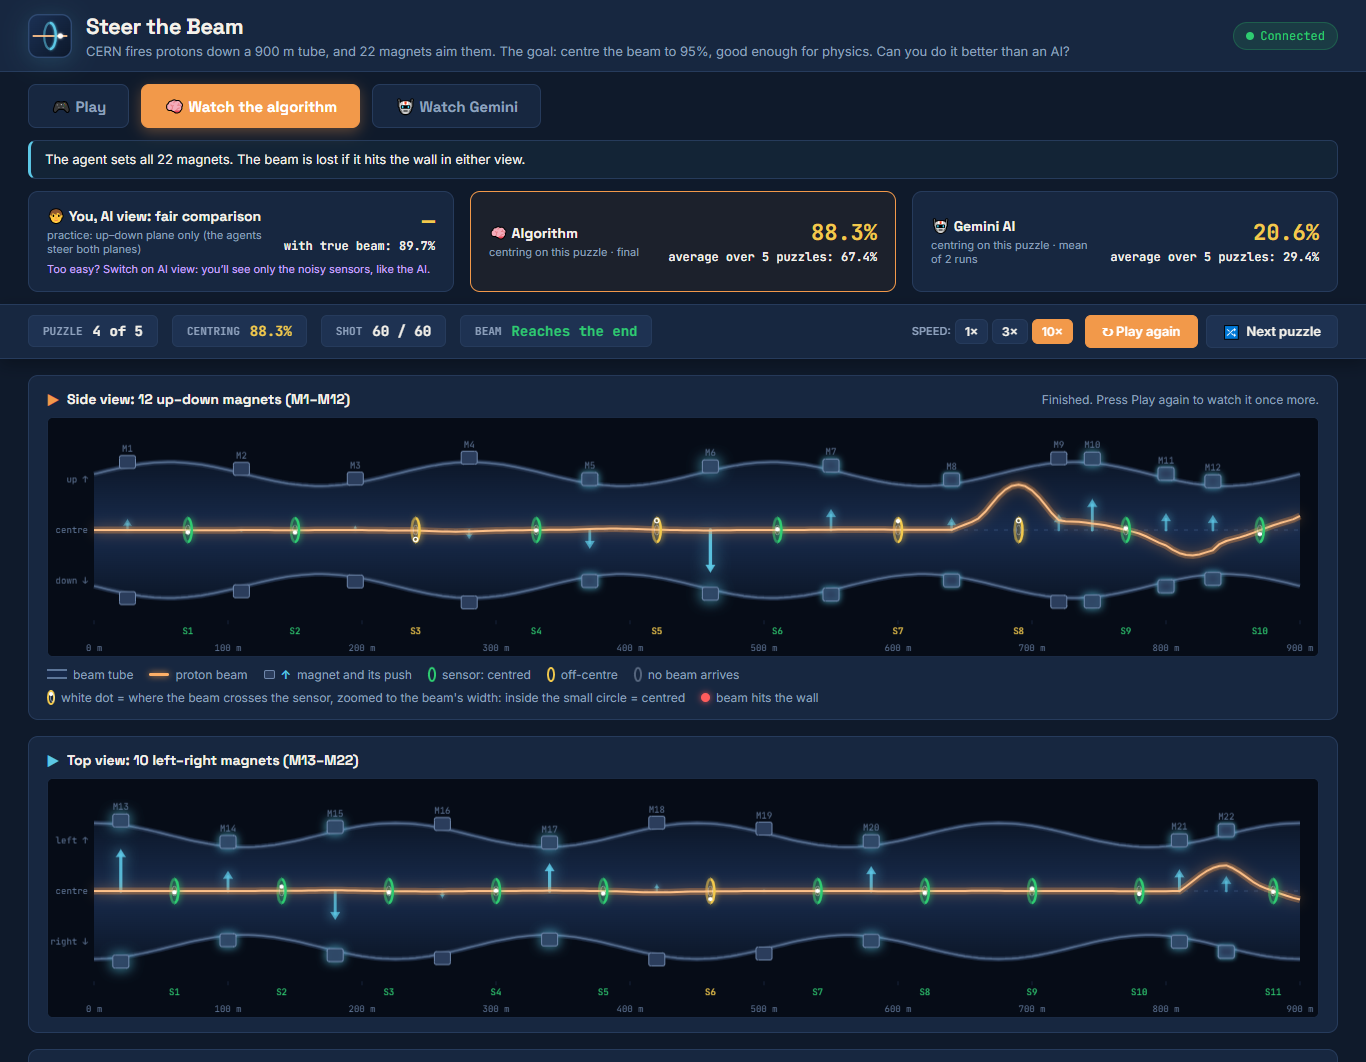 Steer the Beam
CERN fires protons down a 900 m tube, and 22 magnets aim them. The goal: centre the beam to 95%, good enough for physics. Can you do it better than an AI?
Connected
Play
Watch the algorithm
Watch Gemini
The agent sets all 22 magnets. The beam is lost if it hits the wall in either view.
You, AI view: fair comparison
practice: up-down plane only (the agents
steer both planes)
—
with true beam: 89.7%
Too easy? Switch on AI view: you'll see only the noisy sensors, like the AI.
Algorithm
centring on this puzzle · final
88.3%
average over 5 puzzles: 67.4%
Gemini AI
centring on this puzzle · mean
of 2 runs
20.6%
average over 5 puzzles: 29.4%
PUZZLE 4 of 5
CENTRING 88.3%
SHOT 60 / 60
BEAM Reaches the end
SPEED: 1× 3× 10×
↻ Play again
Next puzzle
Side view: 12 up-down magnets (M1–M12)
Finished. Press Play again to watch it once more.
M1 M2 M3 M4 M5 M6 M7 M8 M9 M10 M11 M12
up ↑
centre
down ↓
S1 S2 S3 S4 S5 S6 S7 S8 S9 S10
0 m 100 m 200 m 300 m 400 m 500 m 600 m 700 m 800 m 900 m
beam tube
proton beam
↑ magnet and its push
sensor: centred
off-centre
no beam arrives
white dot = where the beam crosses the sensor, zoomed to the beam's width: inside the small circle = centred
beam hits the wall
Top view: 10 left-right magnets (M13–M22)
M13 M14 M15 M16 M17 M18 M19 M20 M21 M22
left ↑
centre
right ↓
S1 S2 S3 S4 S5 S6 S7 S8 S9 S10 S11
0 m 100 m 200 m 300 m 400 m 500 m 600 m 700 m 800 m 900 m